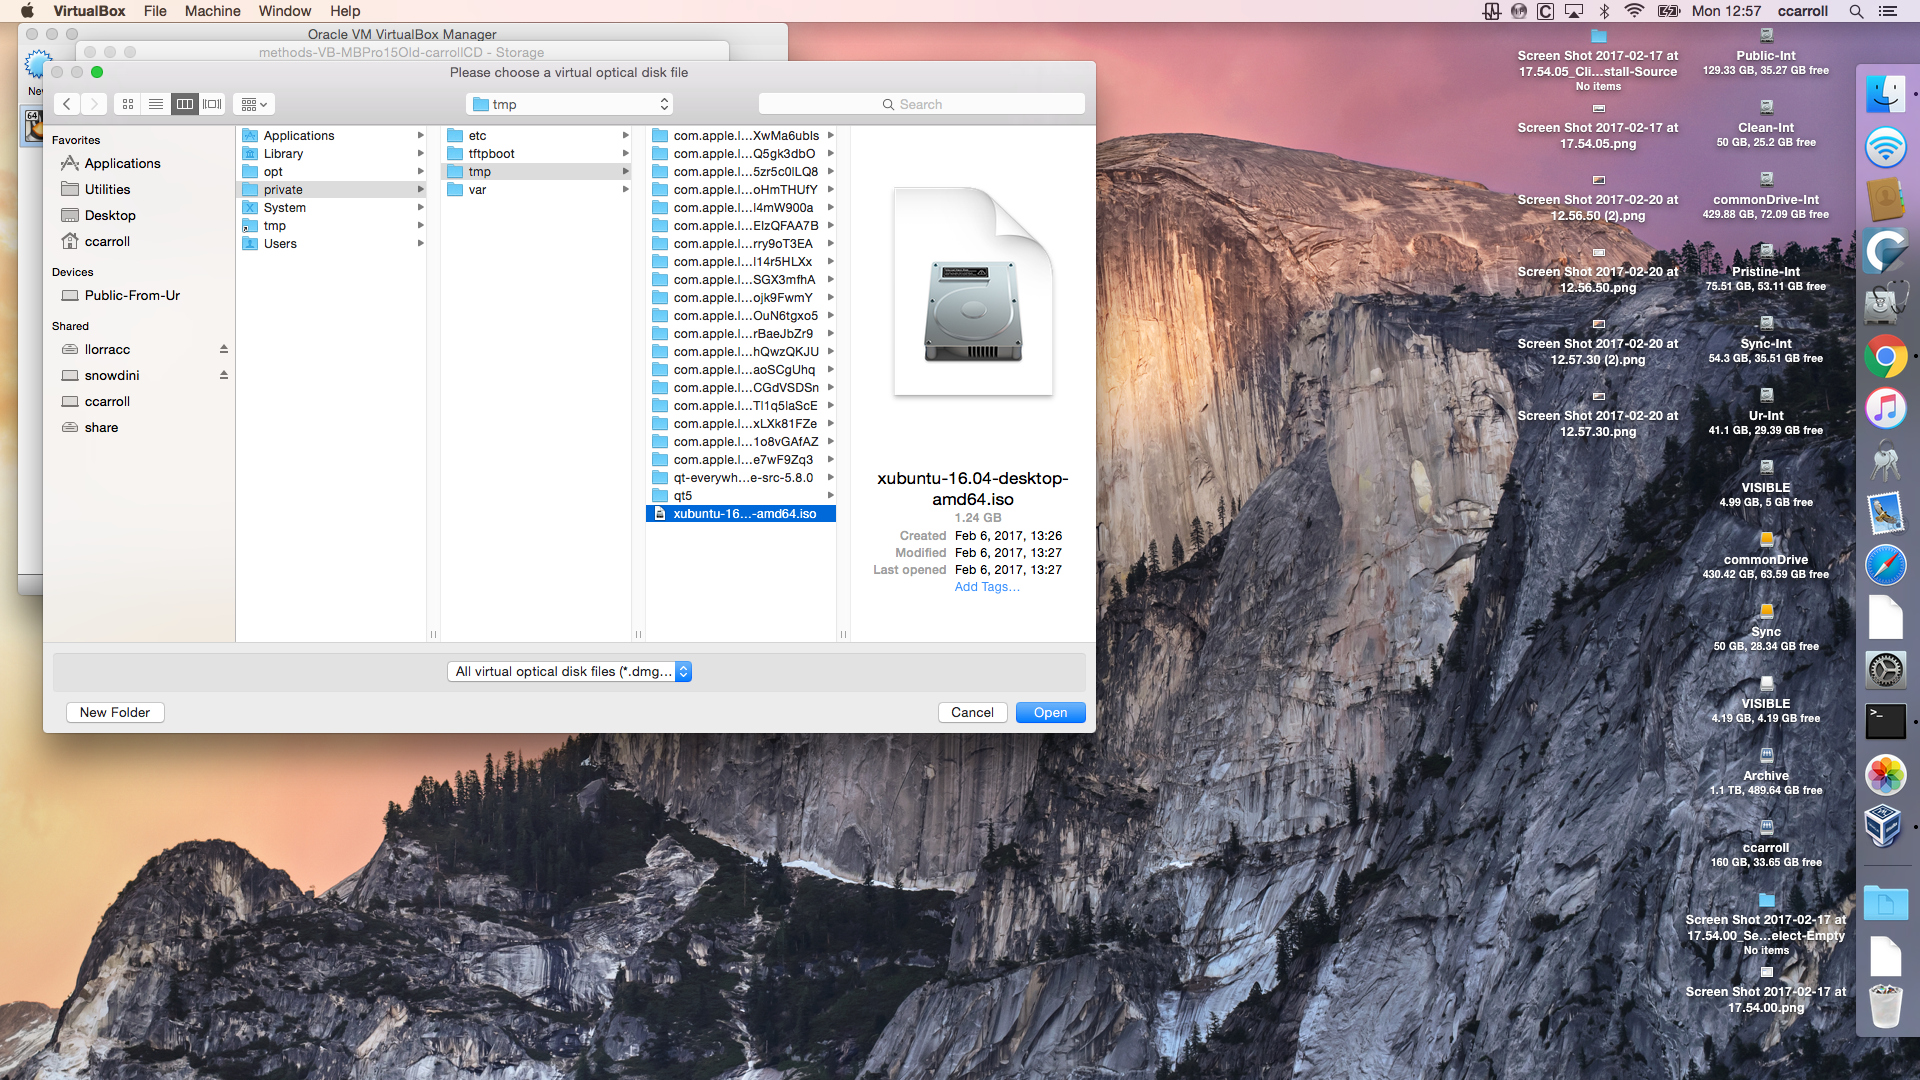 VirtualBox File Machine Window Help
Mon 12:57 ccarroll
Oracle VM VirtualBox Manager
methods-VB-MBPro15Old-carrollCD - Storage
Please choose a virtual optical disk file
tmp
Search
Ne
64
Favorites
Applications
Utilities
Desktop
ccarroll
Devices
Public-From-Ur
Shared
llorracc
snowdini
ccarroll
share
Applications
Library
opt
private
System
tmp
Users
etc
tftpboot
tmp
var
com.apple.l...XwMa6ubls
com.apple.l...Q5gk3dbO
com.apple.l...5zr5c0lLQ8
com.apple.l...oHmTHUfY
com.apple.l...l4mW900a
com.apple.l...ElzQFAA7B
com.apple.l...rry9oT3EA
com.apple.l...l14r5HLXx
com.apple.l...SGX3mfhA
com.apple.l...ojk9FwmY
com.apple.l...OuN6tgxo5
com.apple.l...rBaeJbZr9
com.apple.l...hQwzQKJU
com.apple.l...aoSCgUhq
com.apple.l...CGdVSDSn
com.apple.l...Tl1q5laScE
com.apple.l...xLXk81FZe
com.apple.l...1o8vGAfAZ
com.apple.l...e7wF9Zq3
qt-everywh...e-src-5.8.0
qt5
xubuntu-16...-amd64.iso
xubuntu-16.04-desktop-
amd64.iso
1.24 GB
Created Feb 6, 2017, 13:26
Modified Feb 6, 2017, 13:27
Last opened Feb 6, 2017, 13:27
Add Tags...
All virtual optical disk files (*.dmg...
New Folder
Cancel
Open
Screen Shot 2017-02-17 at
17.54.05_Cli...stall-Source
No items
Screen Shot 2017-02-17 at
17.54.05.png
Screen Shot 2017-02-20 at
12.56.50 (2).png
Screen Shot 2017-02-20 at
12.56.50.png
Screen Shot 2017-02-20 at
12.57.30 (2).png
Screen Shot 2017-02-20 at
12.57.30.png
Public-Int
129.33 GB, 35.27 GB free
Clean-Int
50 GB, 25.2 GB free
commonDrive-Int
429.88 GB, 72.09 GB free
Pristine-Int
75.51 GB, 53.11 GB free
Sync-Int
54.3 GB, 35.51 GB free
Ur-Int
41.1 GB, 29.39 GB free
VISIBLE
4.99 GB, 5 GB free
commonDrive
430.42 GB, 63.59 GB free
Sync
50 GB, 28.34 GB free
VISIBLE
4.19 GB, 4.19 GB free
Archive
1.1 TB, 489.64 GB free
ccarroll
160 GB, 33.65 GB free
Screen Shot 2017-02-17 at
17.54.00_Se...elect-Empty
No items
Screen Shot 2017-02-17 at
17.54.00.png